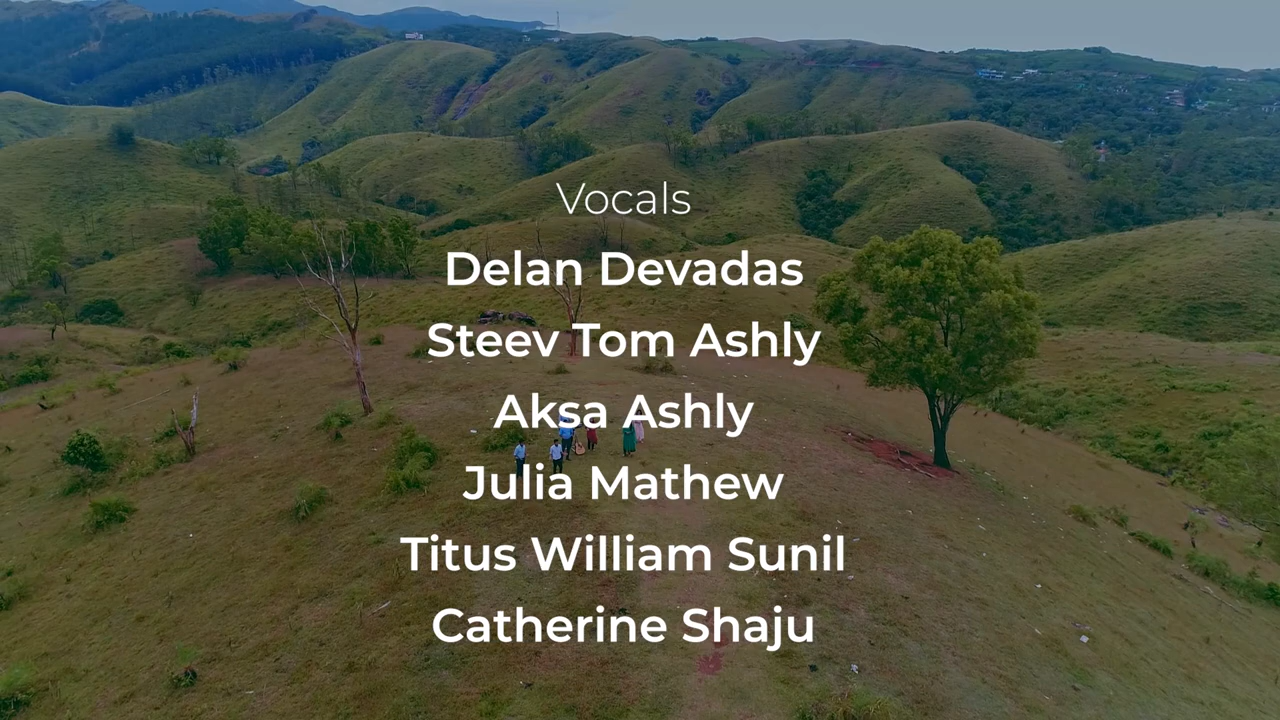 Vocals
Delan Devadas
Steev Tom Ashly
Aksa Ashly
Julia Mathew
Titus William Sunil
Catherine Shaju